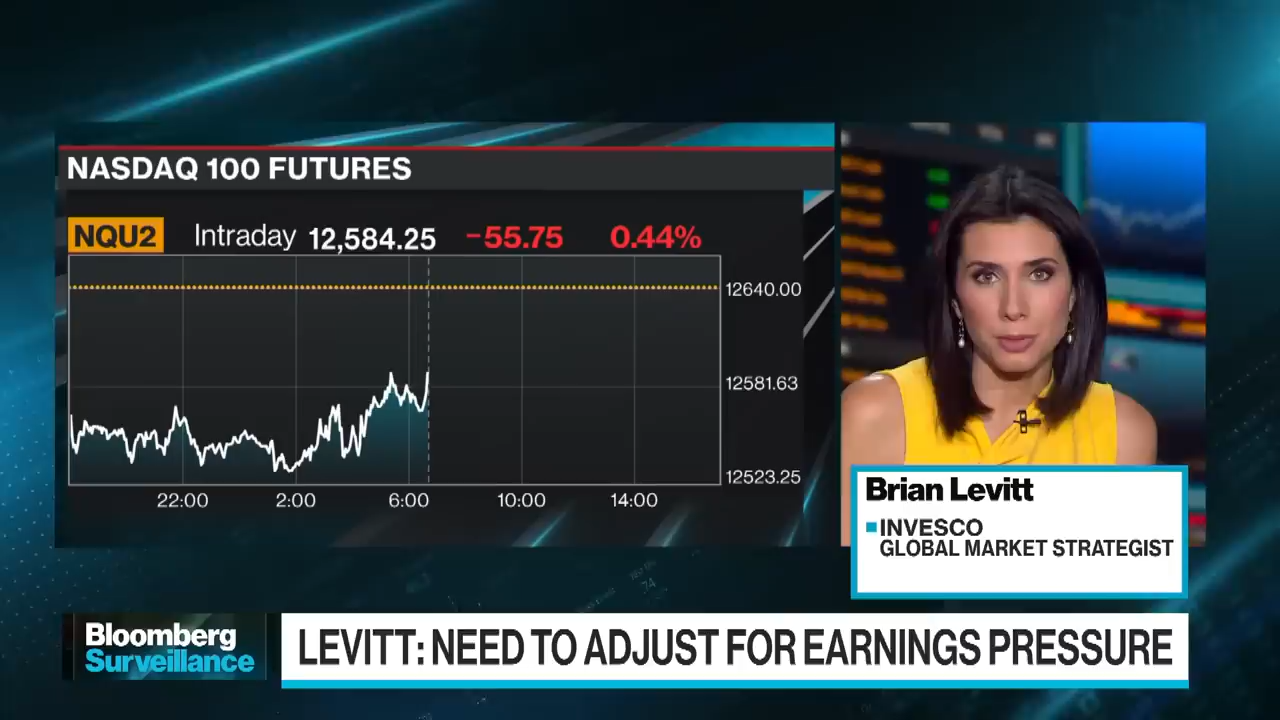 NASDAQ 100 FUTURES
NQU2 Intraday 12,584.25 -55.75 0.44%
12640.00
12581.63
12523.25
22:00 2:00 6:00 10:00 14:00
Brian Levitt
INVESCO
GLOBAL MARKET STRATEGIST
Bloomberg
Surveillance
LEVITT: NEED TO ADJUST FOR EARNINGS PRESSURE